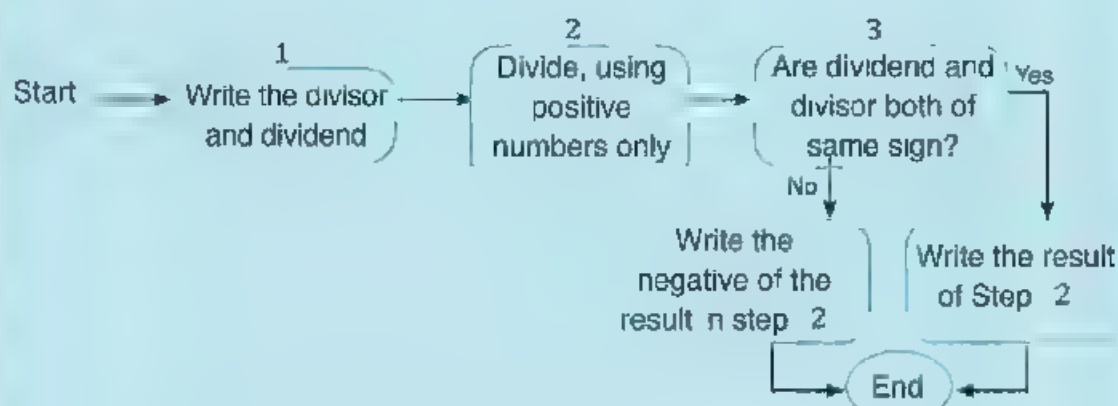 1
Start
Write the divisor
and dividend
2
Divide, using
positive
numbers only
3
Are dividend and
divisor both of
same sign?
Yes
No
Write the
negative of the
result n step 2
Write the result
of Step 2
End